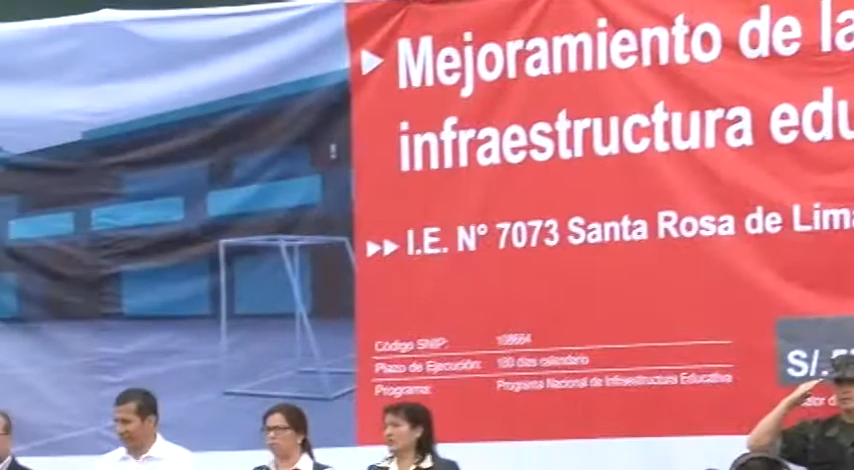 Mejoramiento de la
infraestructura edu
I.E. N° 7073 Santa Rosa de Lima
Código SNIP: 108664
Plazo de Ejecución: 180 días calendario
Programa: Programa Nacional de Infraestructura Educativa
S/.